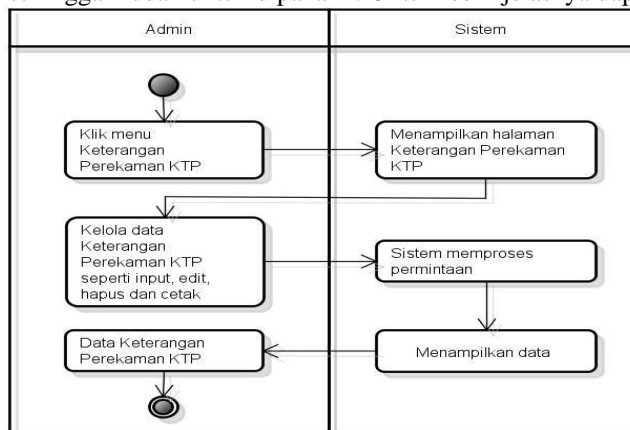 Admin
Sistem
Klik menu
Keterangan
Perekaman KTP
Menampilkan halaman
Keterangan Perekaman
KTP
Kelola data
Keterangan
Perekaman KTP
seperti input, edit,
hapus dan cetak
Sistem memproses
permintaan
Menampilkan data
Data Keterangan
Perekaman KTP